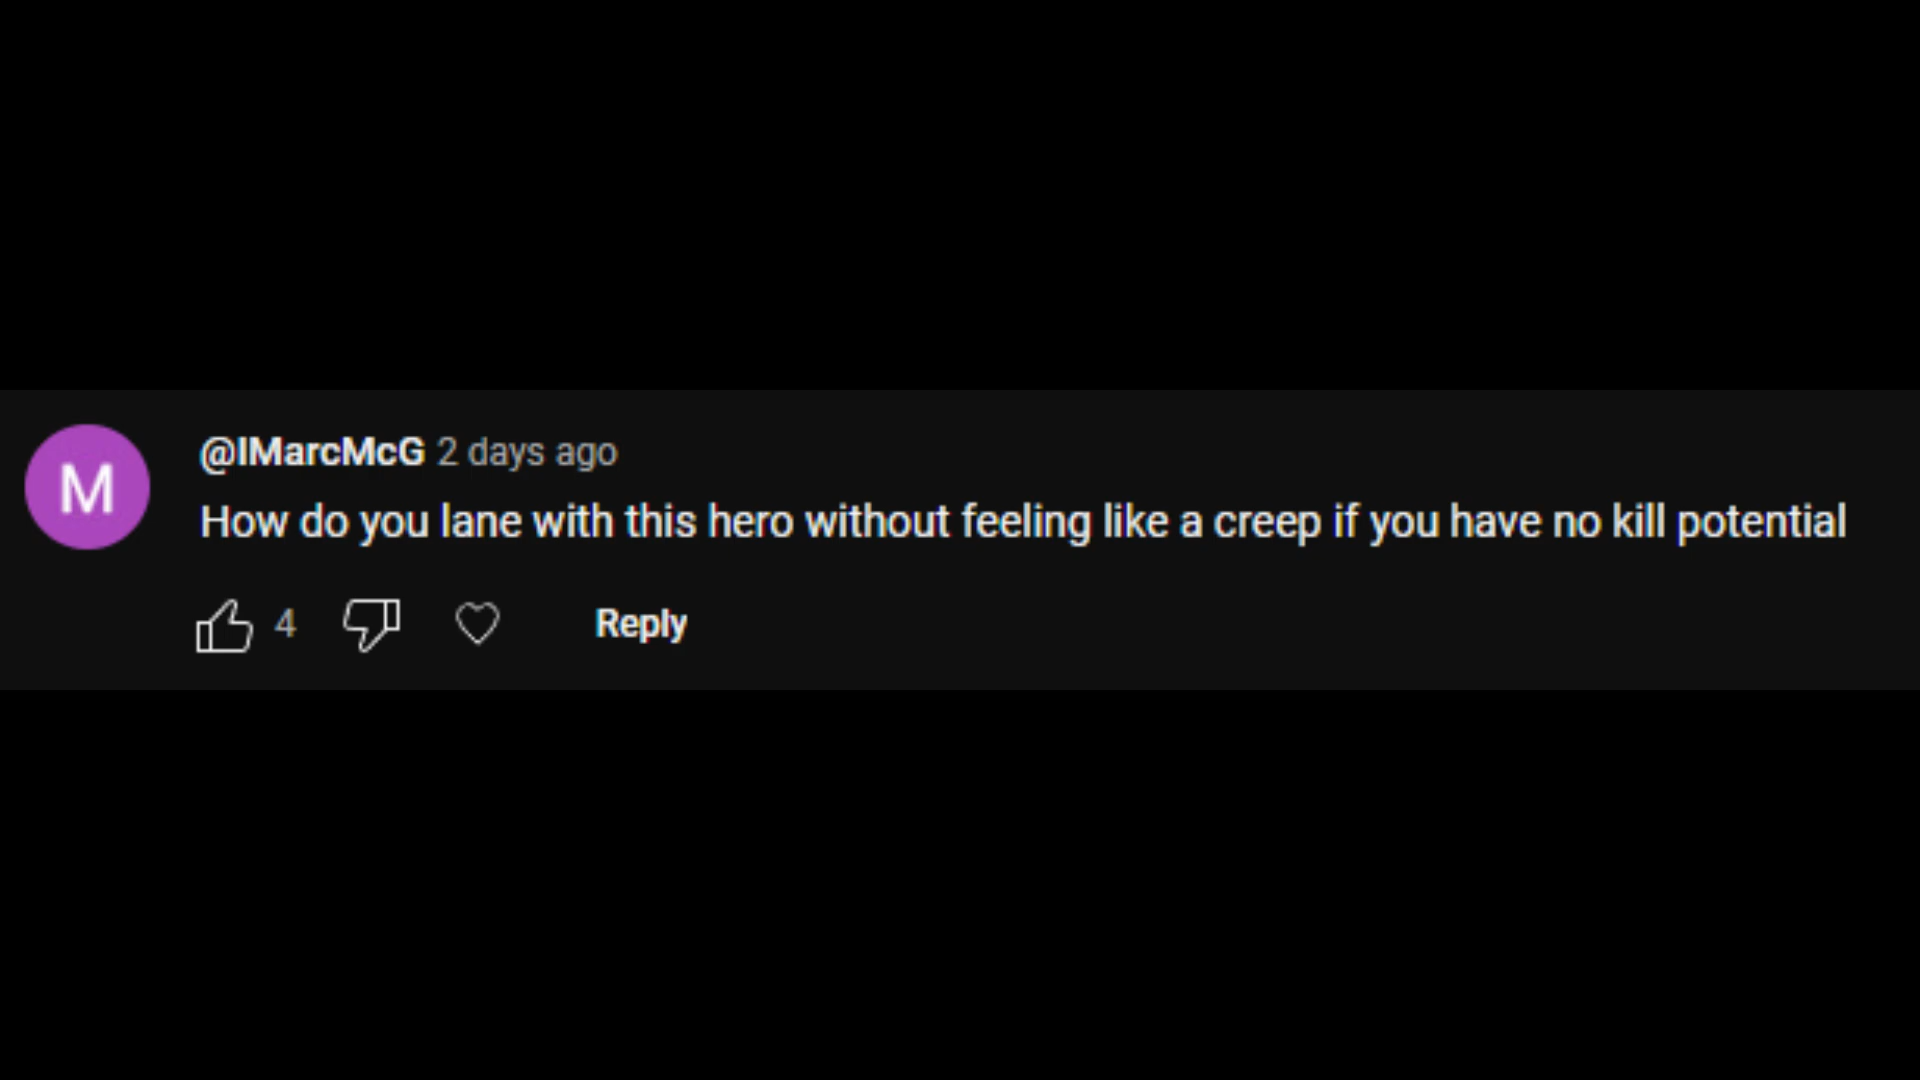 M
@IMarcMcG 2 days ago
How do you lane with this hero without feeling like a creep if you have no kill potential
4
Reply